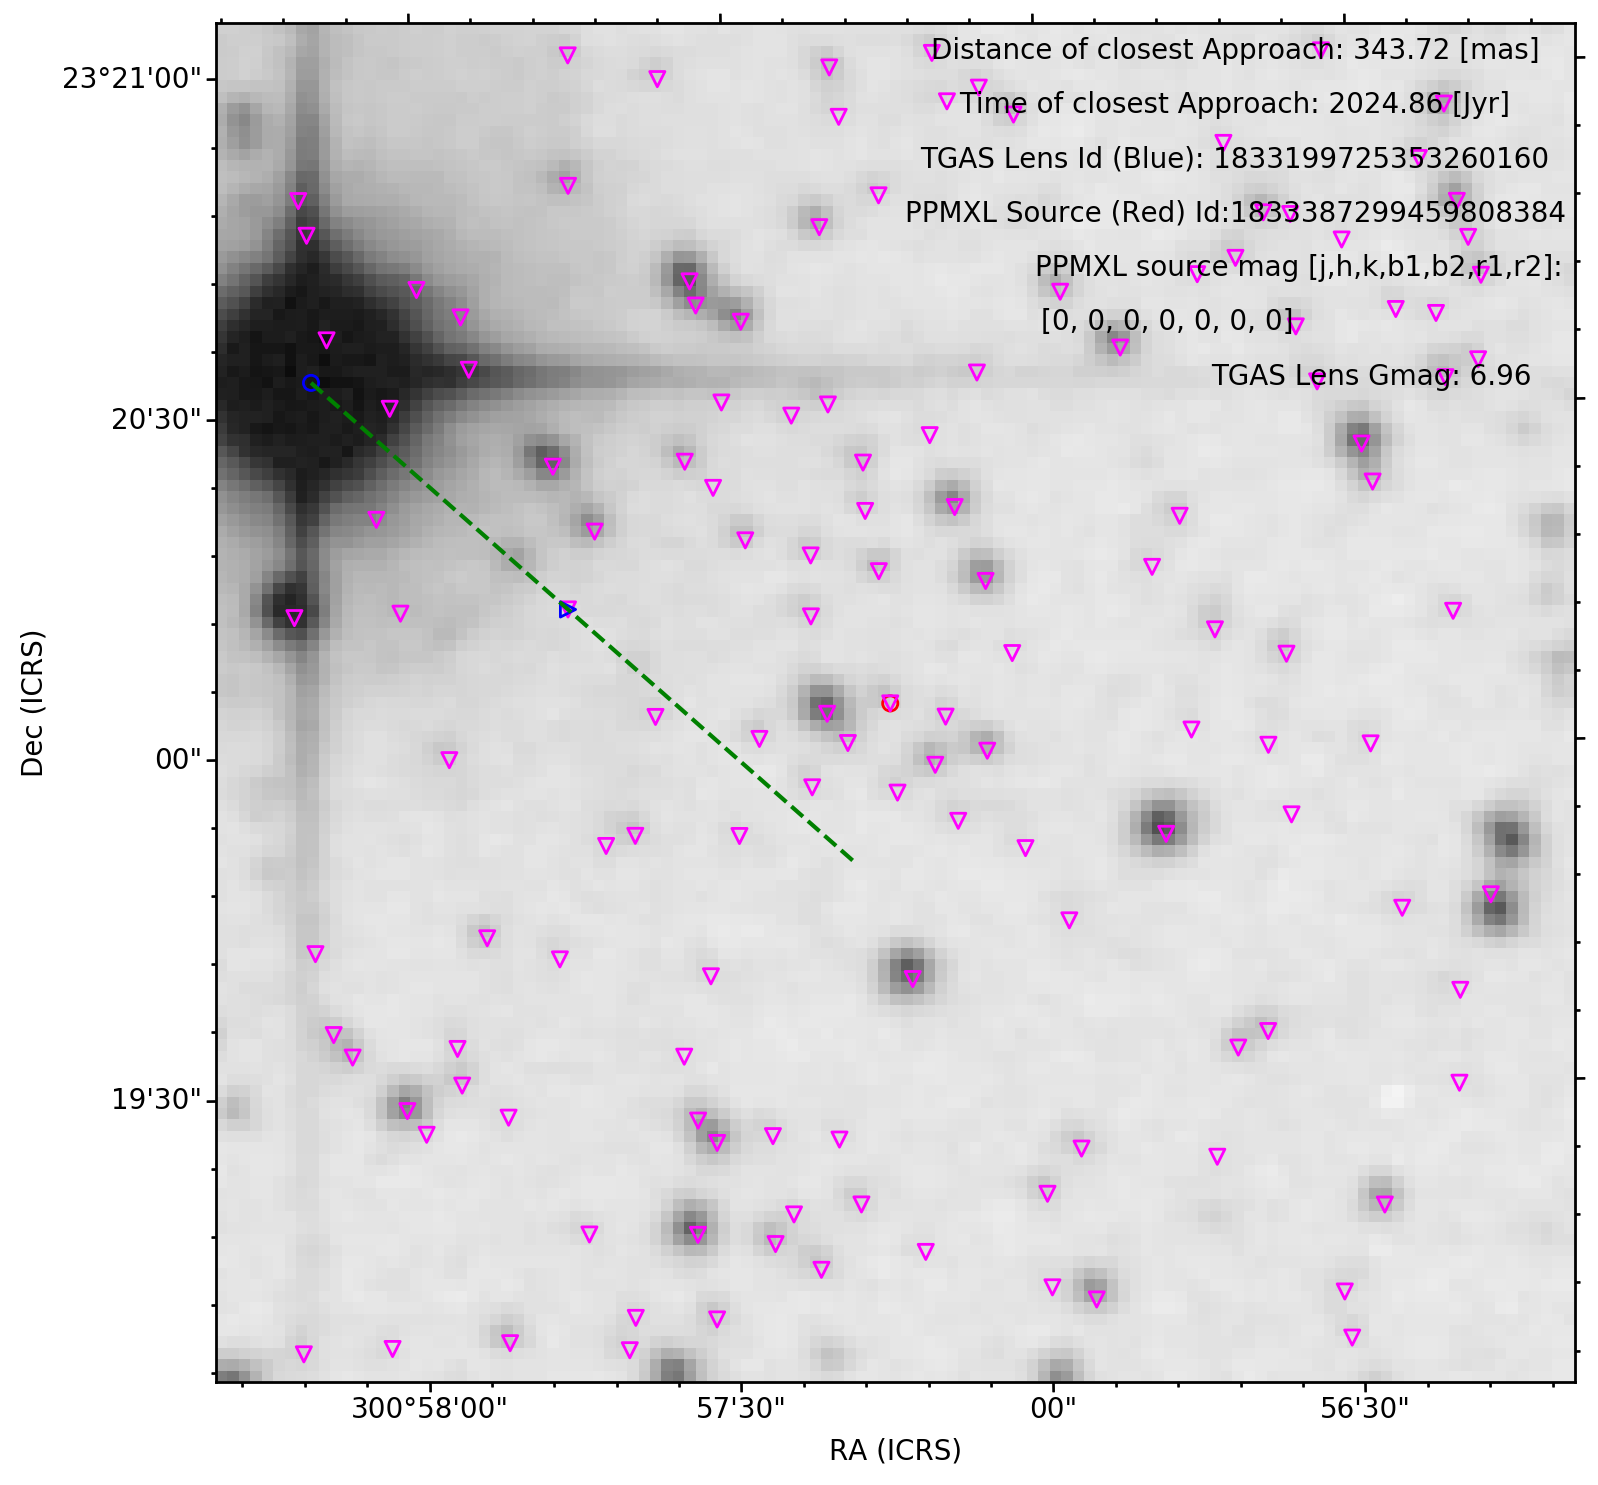 Distance of closest Approach: 343.72 [mas]
Time of closest Approach: 2024.86 [Jyr]
TGAS Lens Id (Blue): 1833199725353260160
PPMXL Source (Red) Id:1833387299459808384
PPMXL source mag [j,h,k,b1,b2,r1,r2]:
[0, 0, 0, 0, 0, 0, 0]
TGAS Lens Gmag: 6.96
23°21'00"
20'30"
00"
19'30"
Dec (ICRS)
300°58'00" 57'30" 00" 56'30"
RA (ICRS)